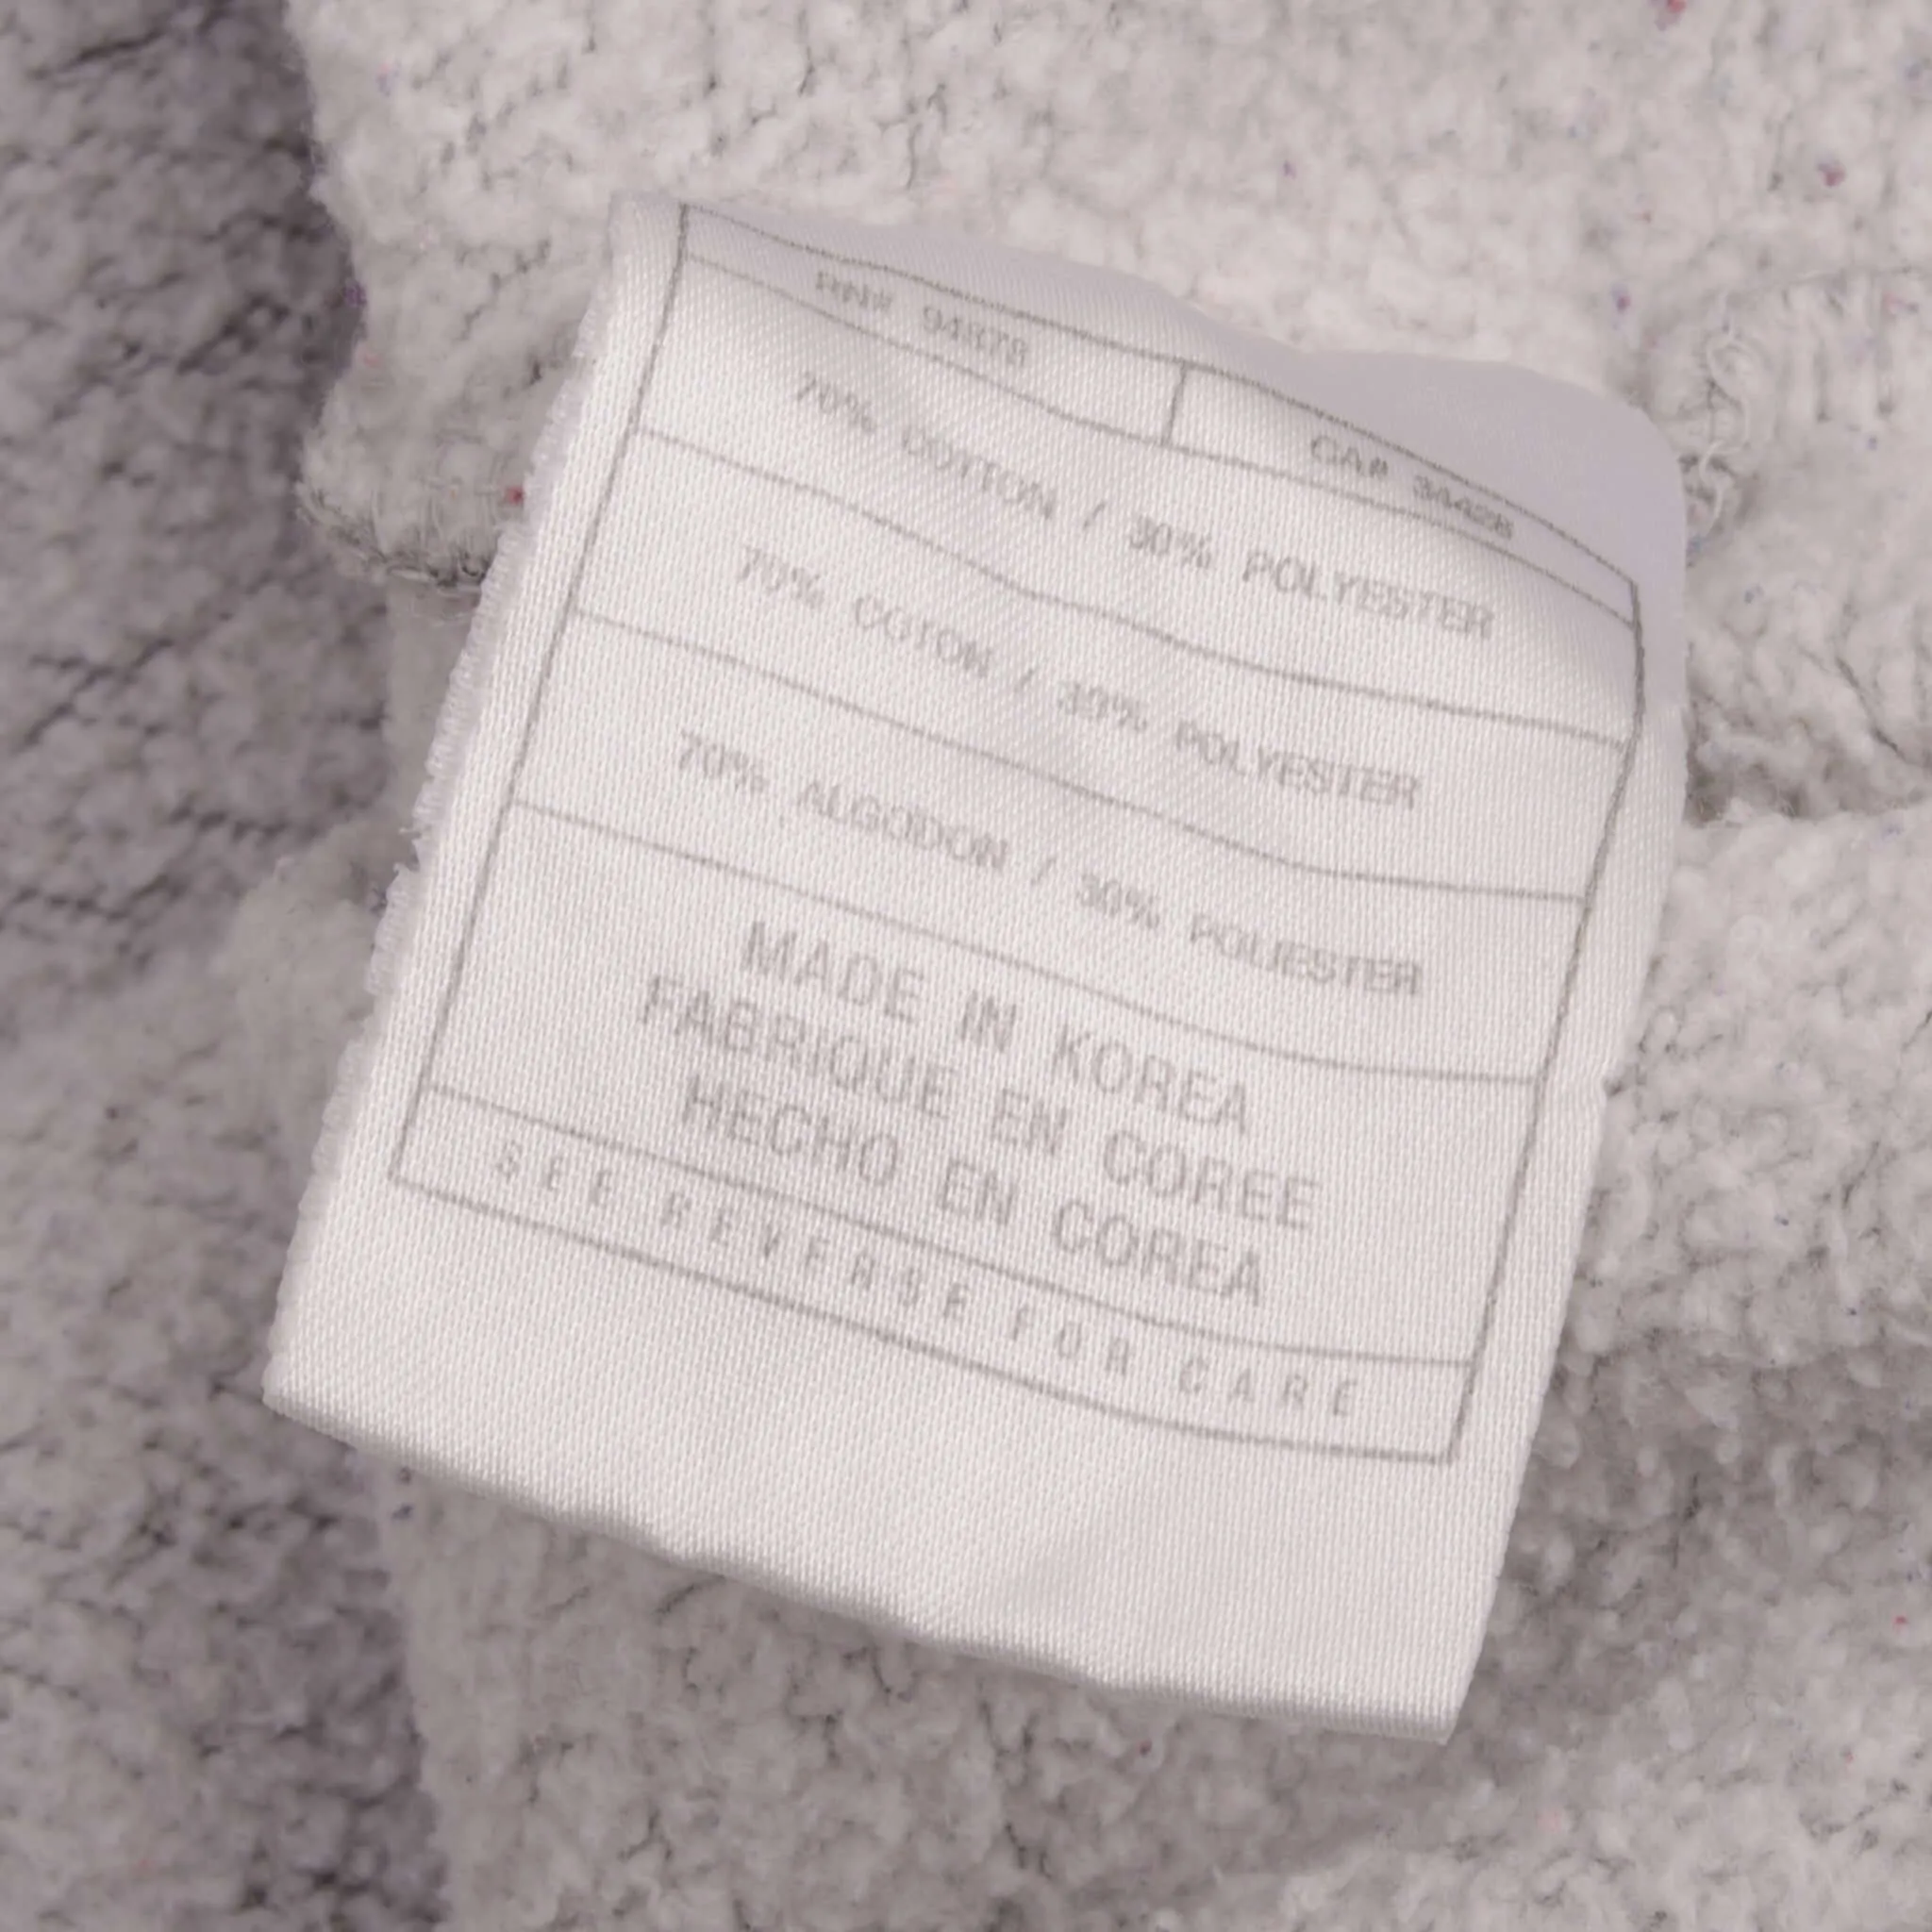 RN# 94878
CA# 34428
70% COTTON / 30% POLYESTER
70% COTON / 30% POLYESTER
70% ALGODON / 30% POLIESTER
MADE IN KOREA
FABRIQUE EN COREE
HECHO EN COREA
SEE REVERSE FOR CARE